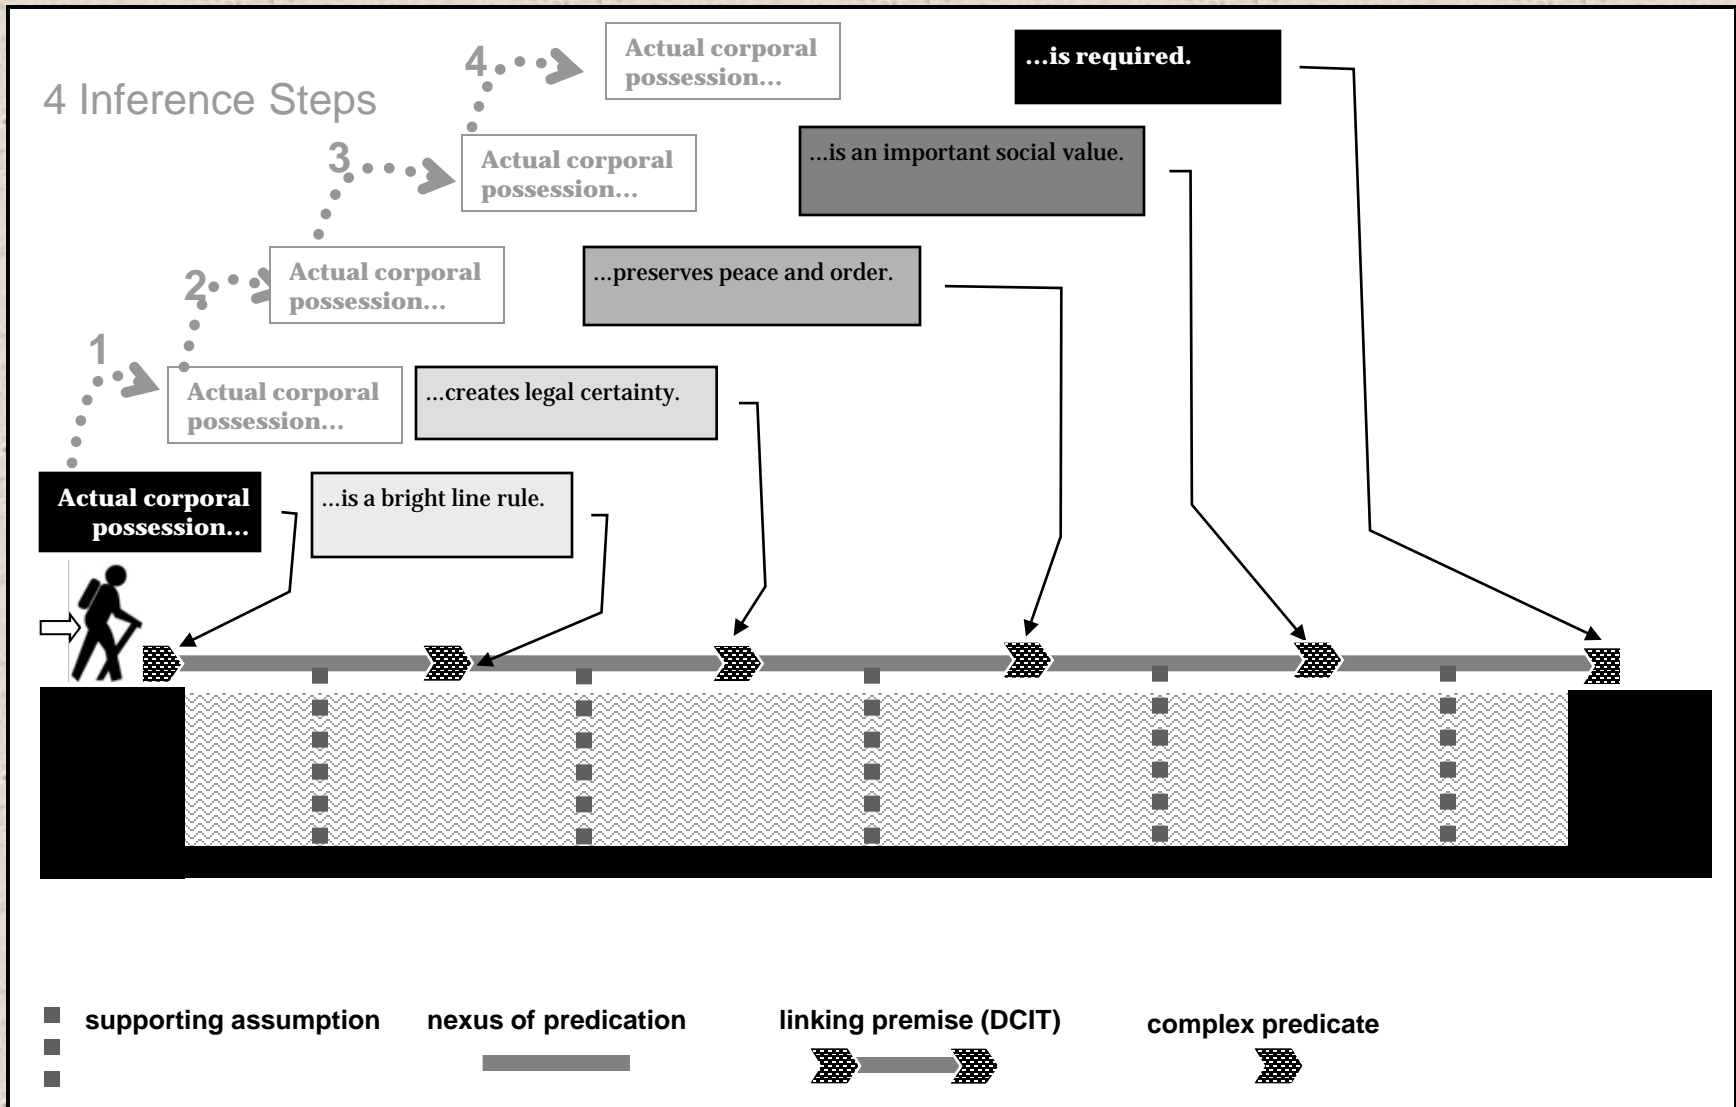 4 Inference Steps
4
Actual corporal
possession...
...is required.
3
Actual corporal
possession...
...is an important social value.
2
Actual corporal
possession...
...preserves peace and order.
1
Actual corporal
possession...
...creates legal certainty.
Actual corporal
possession...
...is a bright line rule.
supporting assumption
nexus of predication
linking premise (DCIT)
complex predicate